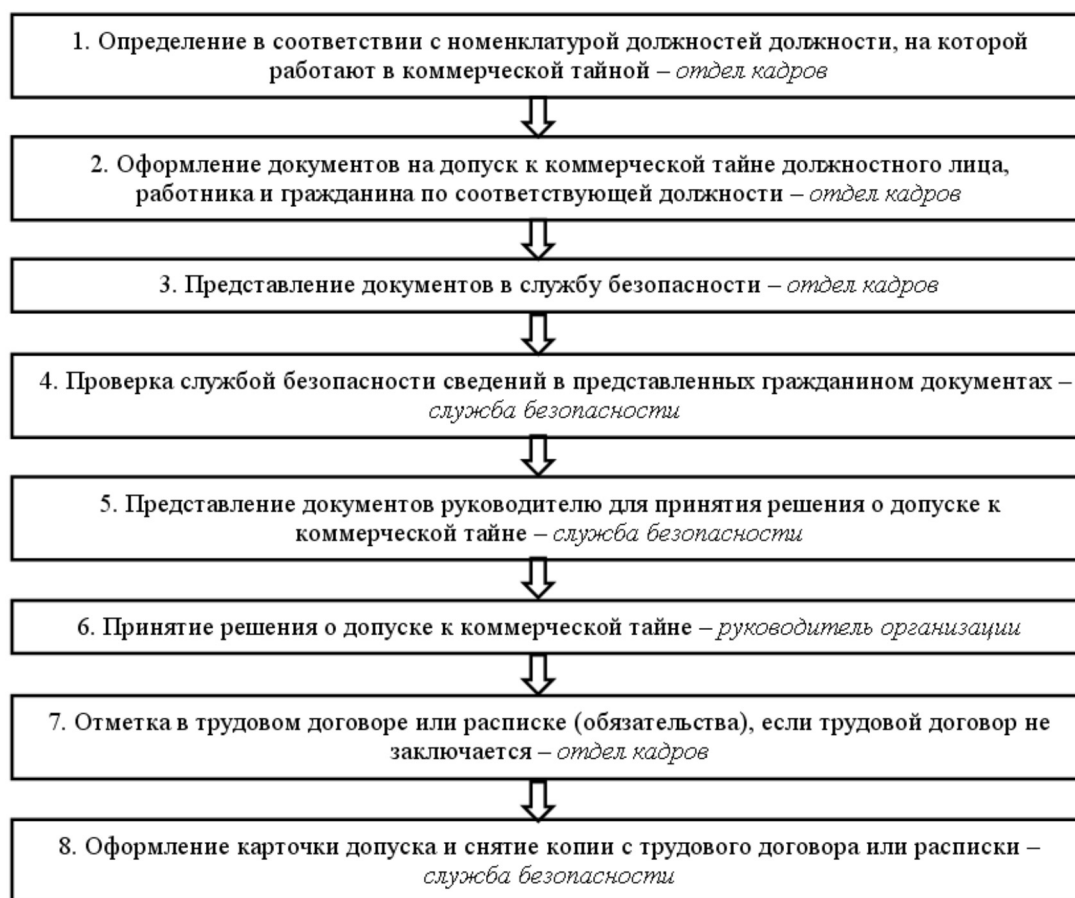 1. Определение в соответствии с номенклатурой должностей должности, на которой
работают в коммерческой тайной – отдел кадров
2. Оформление документов на допуск к коммерческой тайне должностного лица,
работника и гражданина по соответствующей должности – отдел кадров
3. Представление документов в службу безопасности – отдел кадров
4. Проверка службой безопасности сведений в представленных гражданином документах –
служба безопасности
5. Представление документов руководителю для принятия решения о допуске к
коммерческой тайне – служба безопасности
6. Принятие решения о допуске к коммерческой тайне – руководитель организации
7. Отметка в трудовом договоре или расписке (обязательства), если трудовой договор не
заключается – отдел кадров
8. Оформление карточки допуска и снятие копии с трудового договора или расписки –
служба безопасности